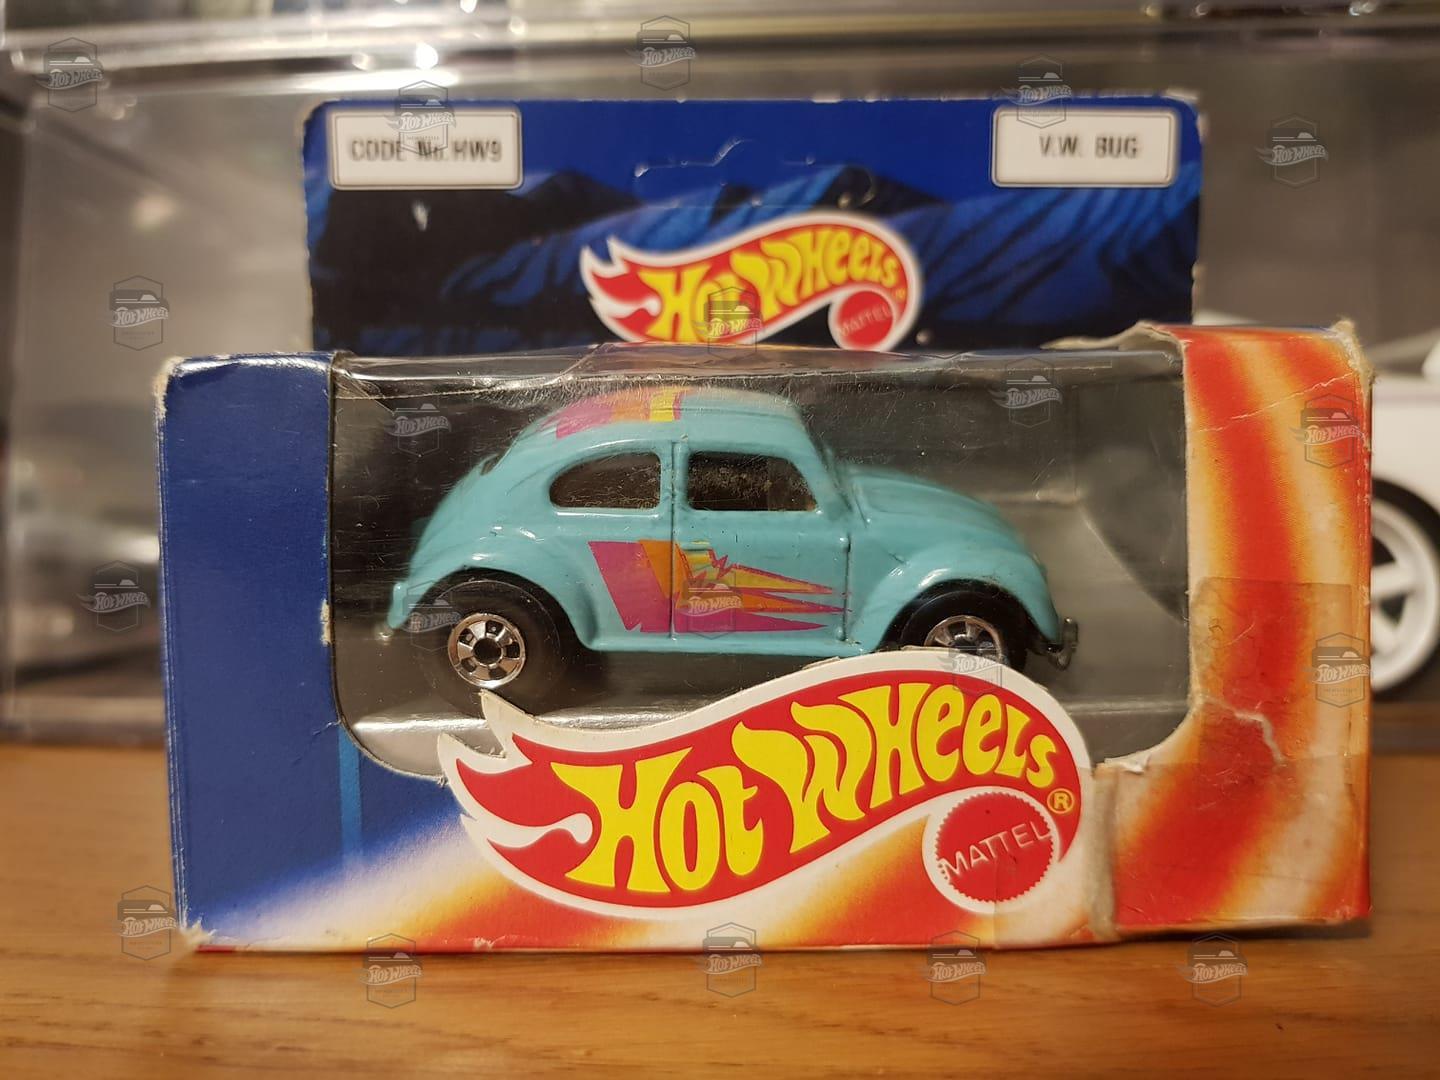 CODE No. HW9
V.W. BUG
Hot Wheels
MATTEL
Hot Wheels®
MATTEL